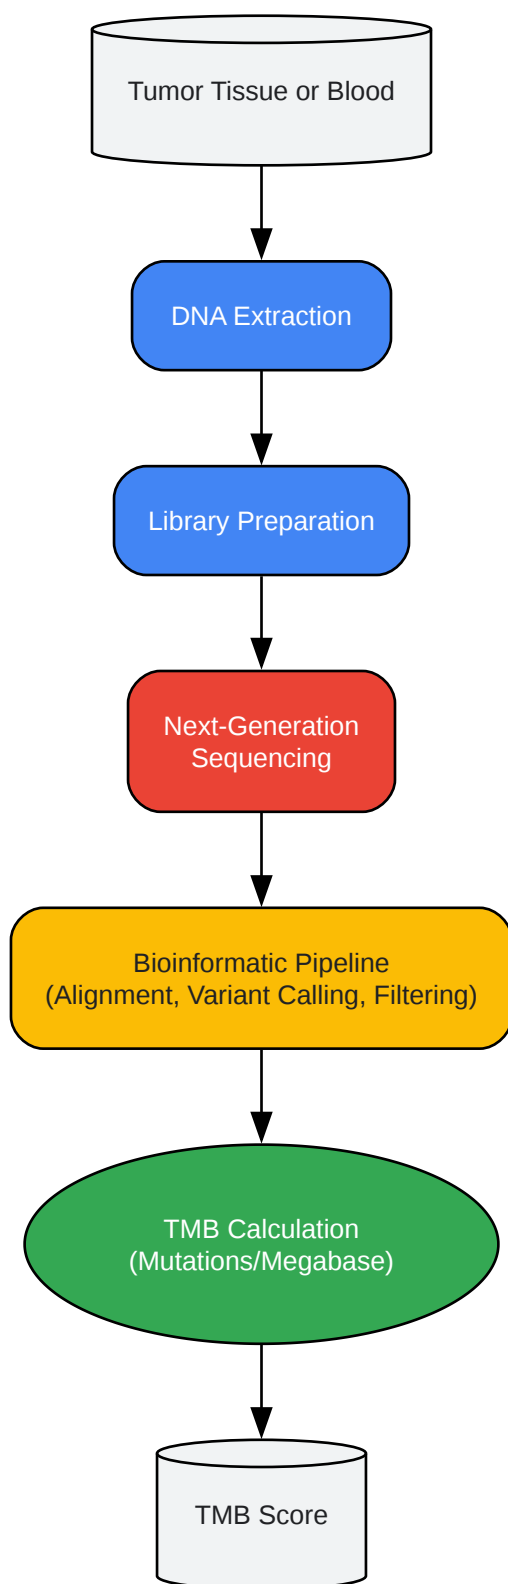 Tumor Tissue or Blood
DNA Extraction
Library Preparation
Next-Generation
Sequencing
Bioinformatic Pipeline
(Alignment, Variant Calling, Filtering)
TMB Calculation
(Mutations/Megabase)
TMB Score